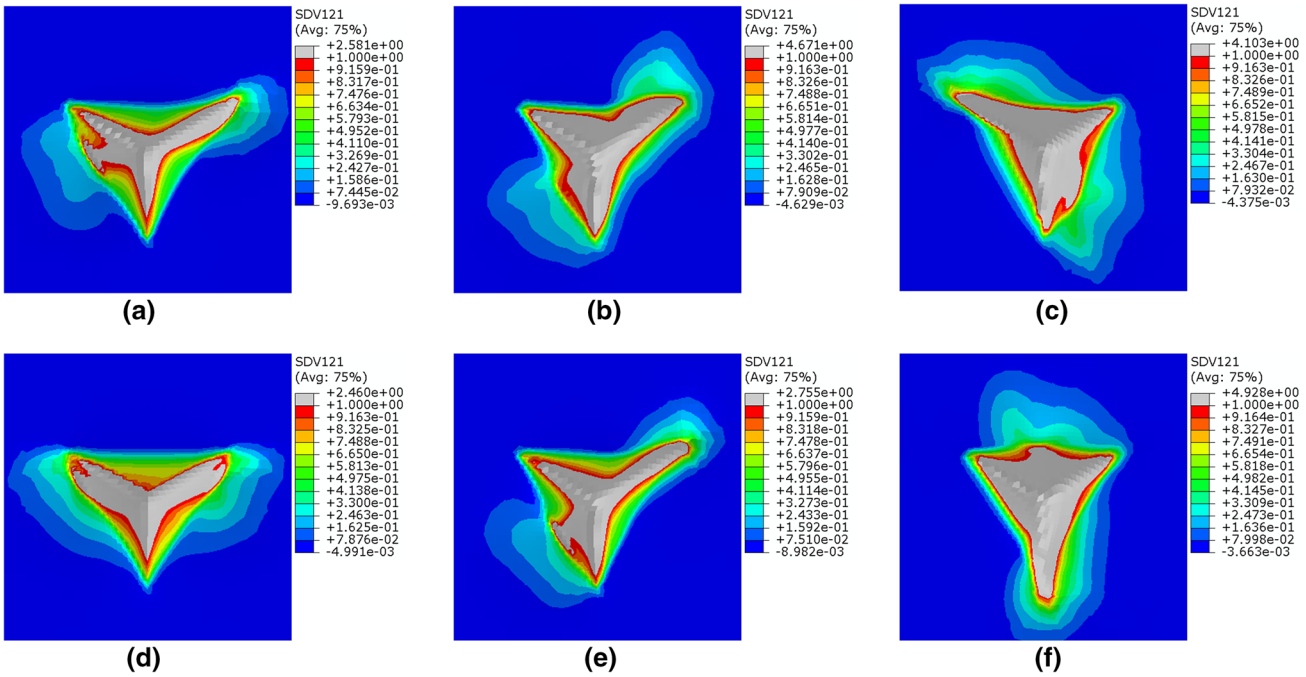 SDV121
(Avg: 75%)
+2.581e+00
+1.000e+00
+9.159e-01
+8.317e-01
+7.476e-01
+6.634e-01
+5.793e-01
+4.952e-01
+4.110e-01
+3.269e-01
+2.427e-01
+1.586e-01
+7.445e-02
-9.693e-03
(a)
SDV121
(Avg: 75%)
+4.671e+00
+1.000e+00
+9.163e-01
+8.326e-01
+7.488e-01
+6.651e-01
+5.814e-01
+4.977e-01
+4.140e-01
+3.302e-01
+2.465e-01
+1.628e-01
+7.909e-02
-4.629e-03
(b)
SDV121
(Avg: 75%)
+4.103e+00
+1.000e+00
+9.163e-01
+8.326e-01
+7.489e-01
+6.652e-01
+5.815e-01
+4.978e-01
+4.141e-01
+3.304e-01
+2.467e-01
+1.630e-01
+7.932e-02
-4.375e-03
(c)
SDV121
(Avg: 75%)
+2.460e+00
+1.000e+00
+9.163e-01
+8.325e-01
+7.488e-01
+6.650e-01
+5.813e-01
+4.975e-01
+4.138e-01
+3.300e-01
+2.463e-01
+1.625e-01
+7.876e-02
-4.991e-03
(d)
SDV121
(Avg: 75%)
+2.755e+00
+1.000e+00
+9.159e-01
+8.318e-01
+7.478e-01
+6.637e-01
+5.796e-01
+4.955e-01
+4.114e-01
+3.273e-01
+2.433e-01
+1.592e-01
+7.510e-02
-8.982e-03
(e)
SDV121
(Avg: 75%)
+4.928e+00
+1.000e+00
+9.164e-01
+8.327e-01
+7.491e-01
+6.654e-01
+5.818e-01
+4.982e-01
+4.145e-01
+3.309e-01
+2.473e-01
+1.636e-01
+7.998e-02
-3.663e-03
(f)